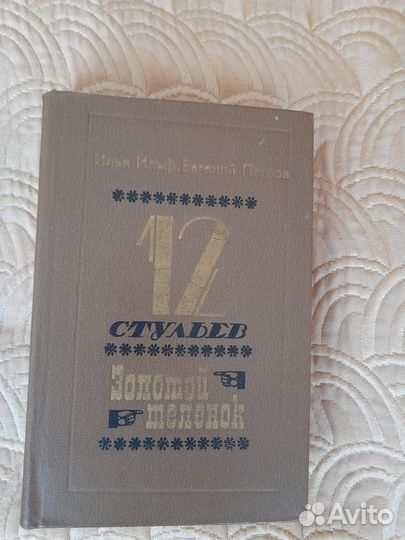 Илья Ильф, Евгений Петров
***********
12
СТУЛЬЕВ
***********
Золотой
теленок
***********
Avito